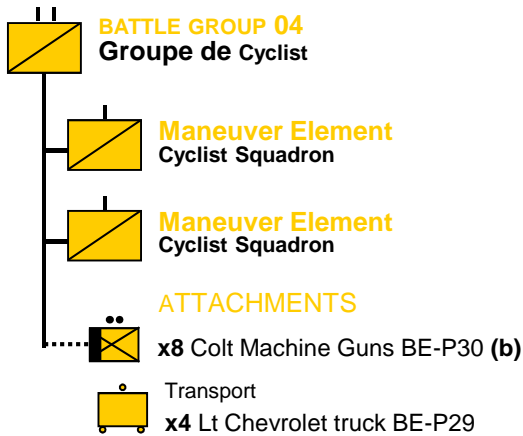 BATTLE GROUP 04
Groupe de Cyclist
Maneuver Element
Cyclist Squadron
Maneuver Element
Cyclist Squadron
ATTACHMENTS
x8 Colt Machine Guns BE-P30 (b)
Transport
x4 Lt Chevrolet truck BE-P29